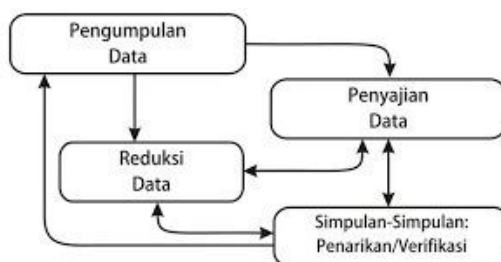 Pengumpulan
Data
Penyajian
Data
Reduksi
Data
Simpulan-Simpulan:
Penarikan/Verifikasi